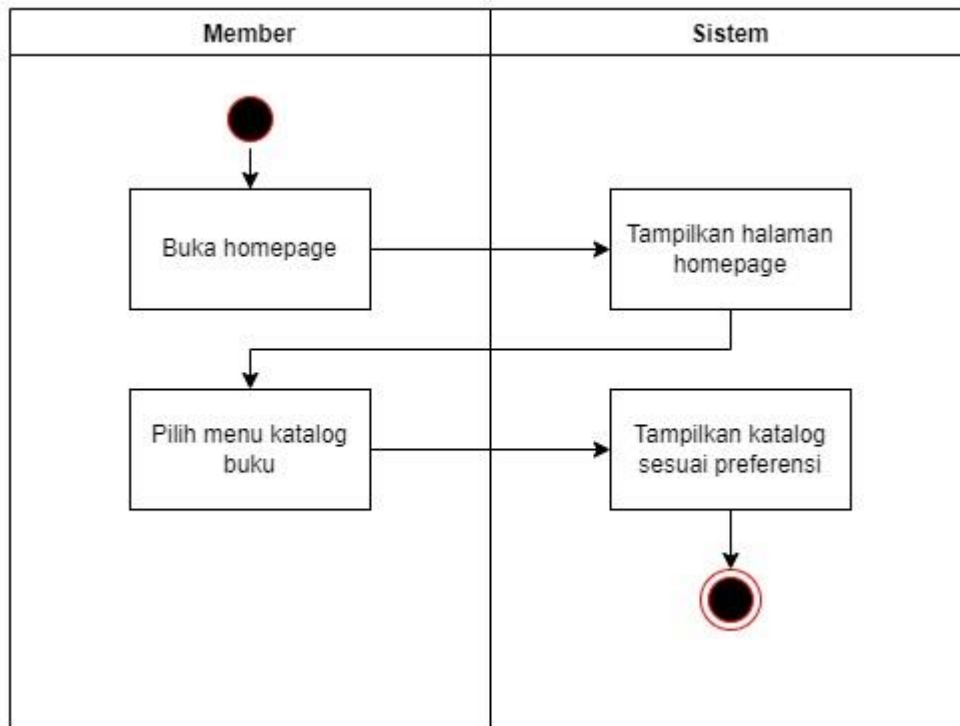 Member
Sistem
Buka homepage
Tampilkan halaman
homepage
Pilih menu katalog
buku
Tampilkan katalog
sesuai preferensi